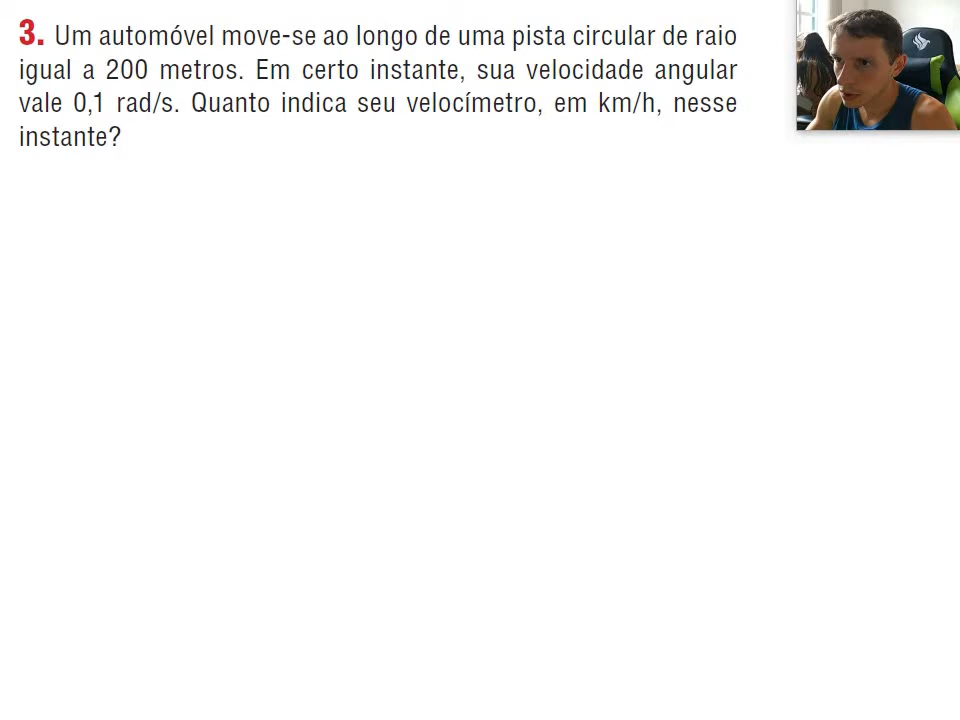 3. Um automóvel move-se ao longo de uma pista circular de raio
igual a 200 metros. Em certo instante, sua velocidade angular
vale 0,1 rad/s. Quanto indica seu velocímetro, em km/h, nesse
instante?